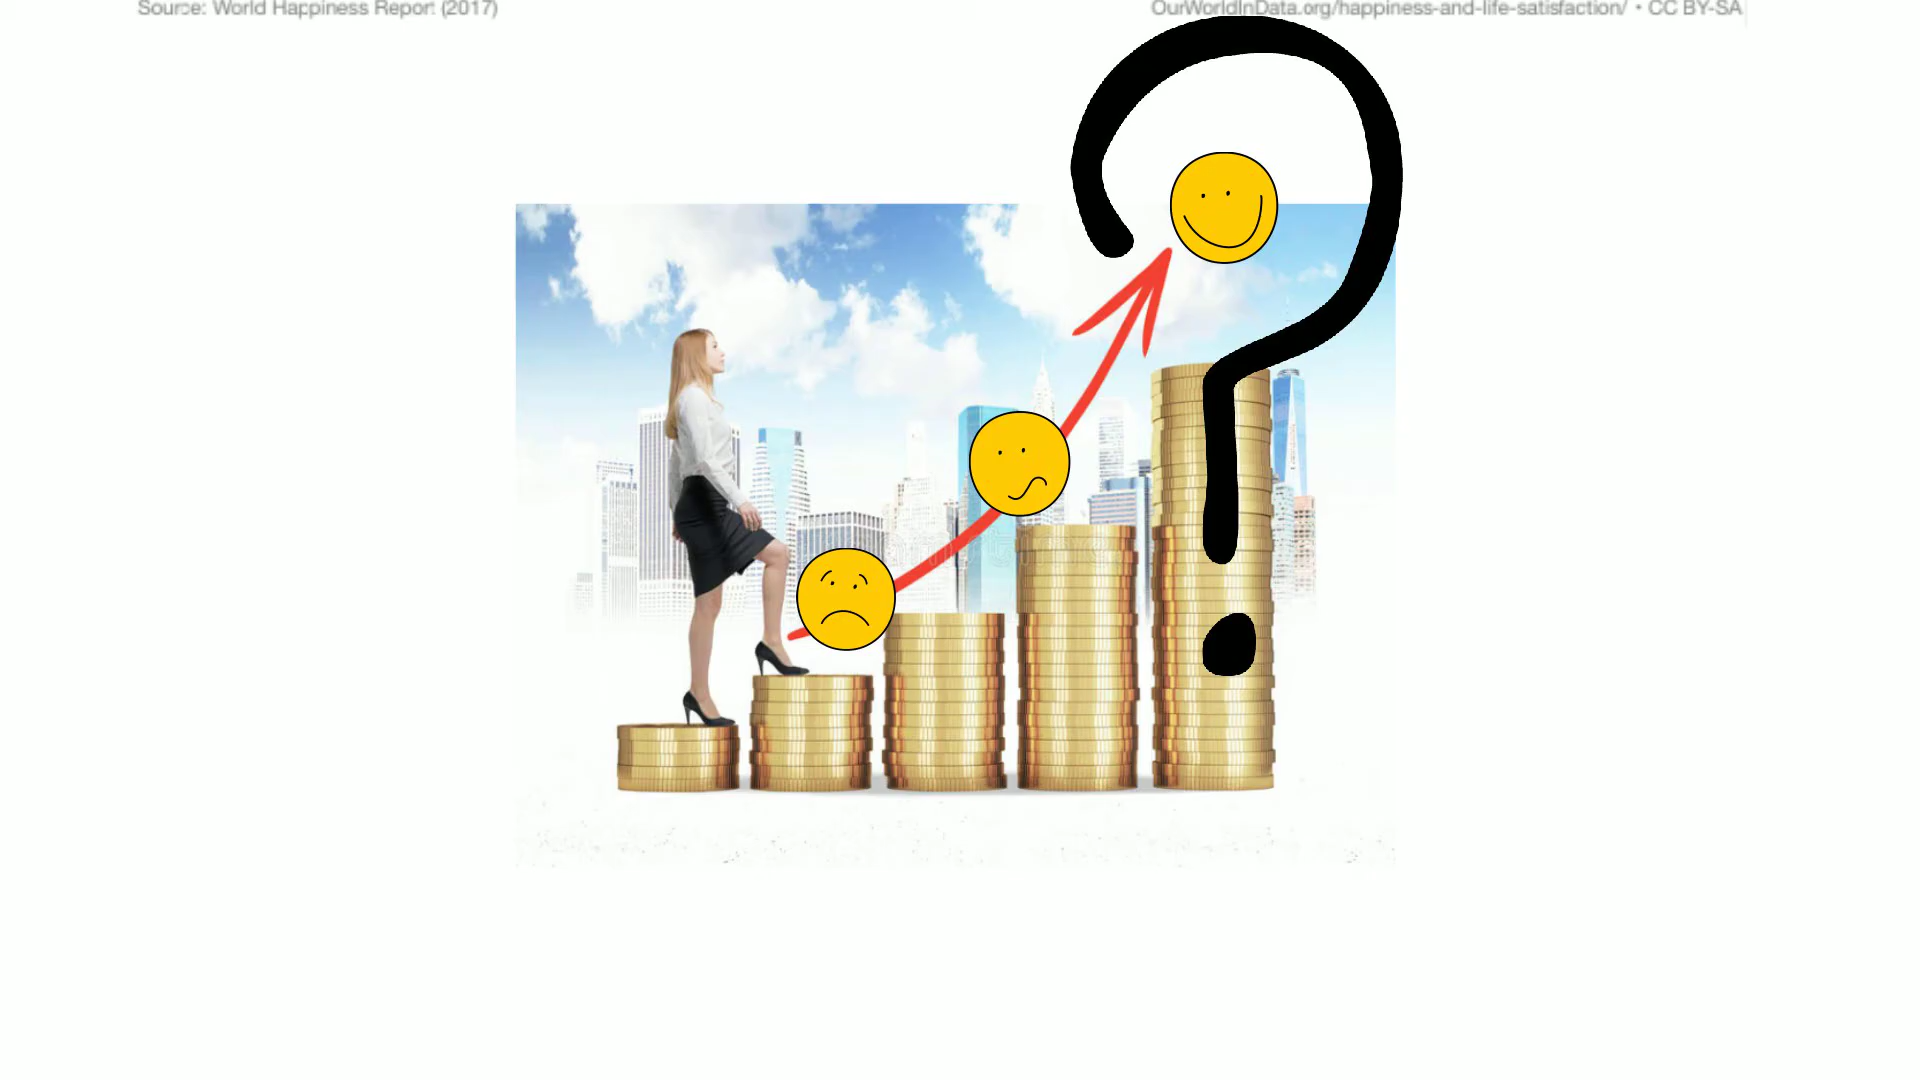 Source: World Happiness Report (2017)
OurWorldInData.org/happiness-and-life-satisfaction/ • CC BY-SA
?